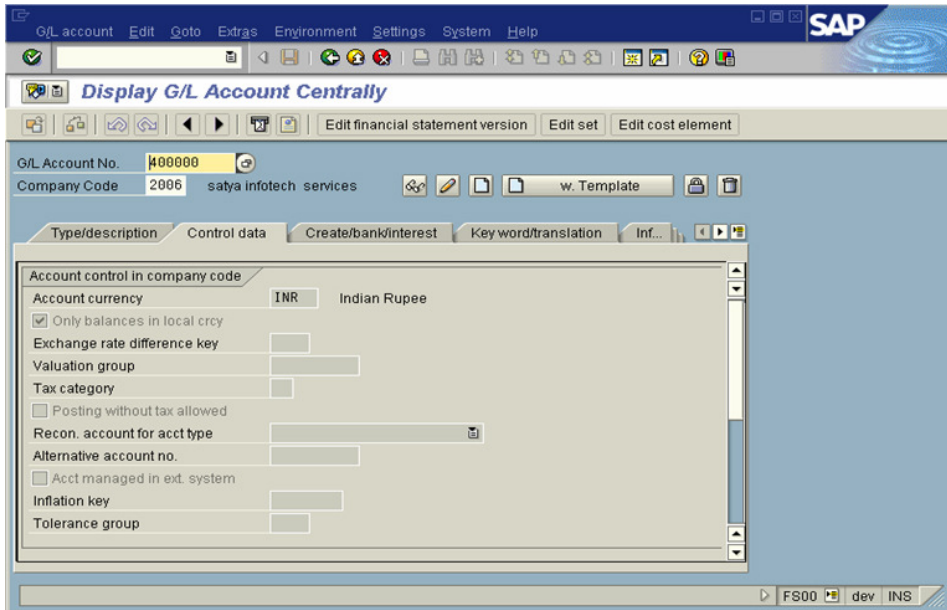 G/L account Edit Goto Extras Environment Settings System Help
SAP
Display G/L Account Centrally
Edit financial statement version Edit set Edit cost element
G/L Account No. 400000
Company Code 2006 satya infotech services w. Template
Type/description Control data Create/bank/interest Key word/translation Inf...
Account control in company code
Account currency INR Indian Rupee
Only balances in local crcy
Exchange rate difference key
Valuation group
Tax category
Posting without tax allowed
Recon. account for acct type
Alternative account no.
Acct managed in ext. system
Inflation key
Tolerance group
FS00 dev INS